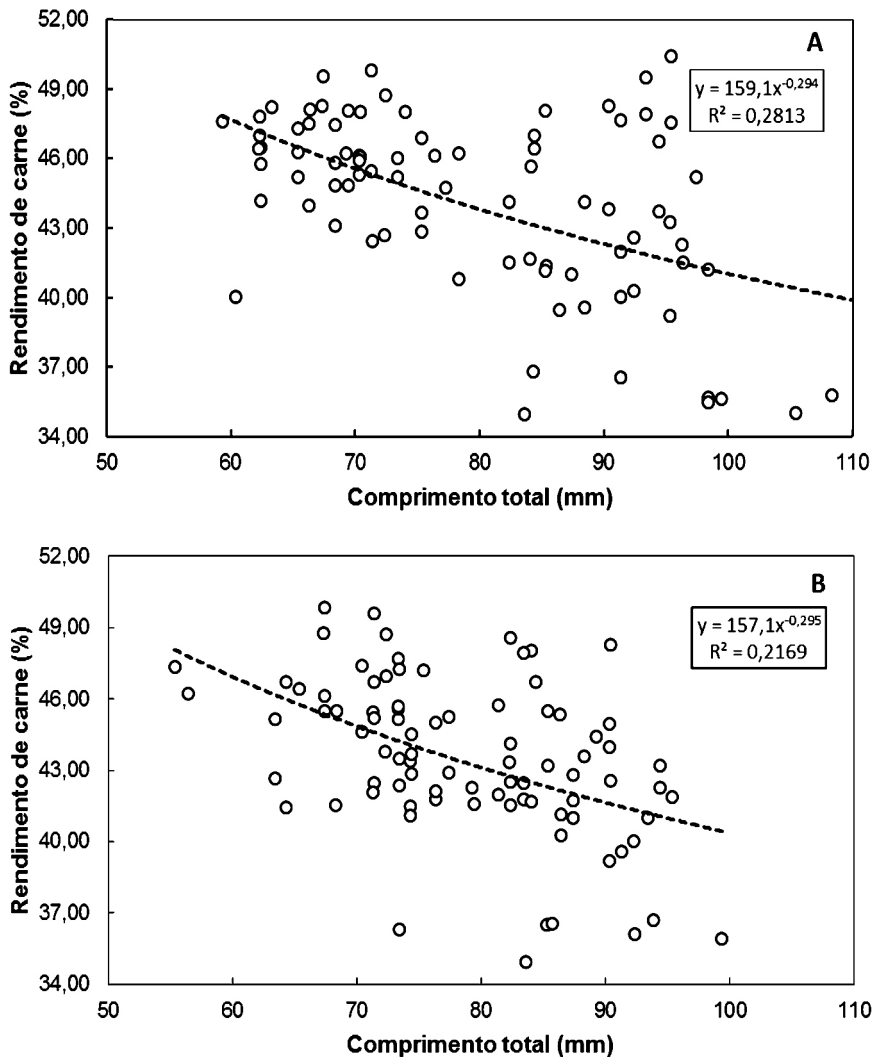 A
Rendimento de carne (%)
52,00
49,00
46,00
43,00
40,00
37,00
34,00
y = 159,1x^-0,294
R² = 0,2813
50 60 70 80 90 100 110
Comprimento total (mm)
B
Rendimento de carne (%)
52,00
49,00
46,00
43,00
40,00
37,00
34,00
y = 157,1x^-0,295
R² = 0,2169
50 60 70 80 90 100 110
Comprimento total (mm)